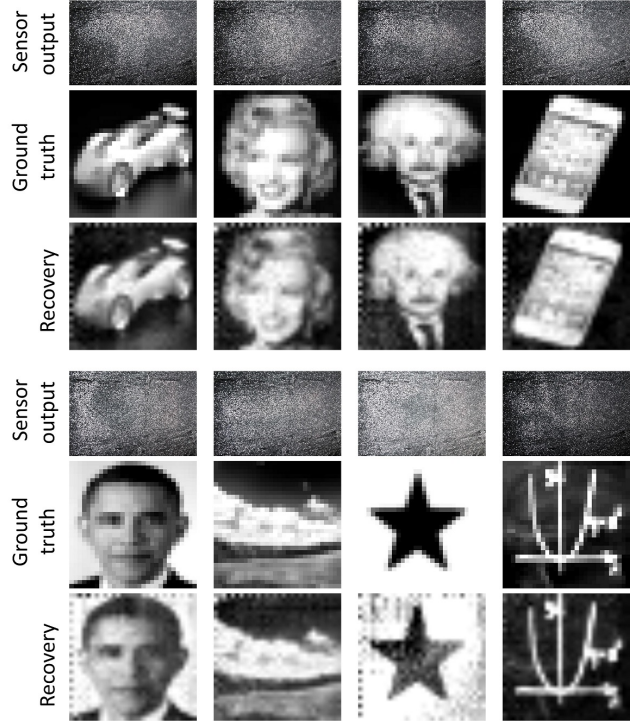 Sensor
output
Ground
truth
Recovery
Sensor
output
Ground
truth
Recovery